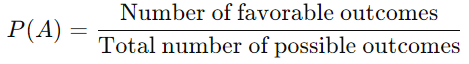 P(A) = Number of favorable outcomes / Total number of possible outcomes